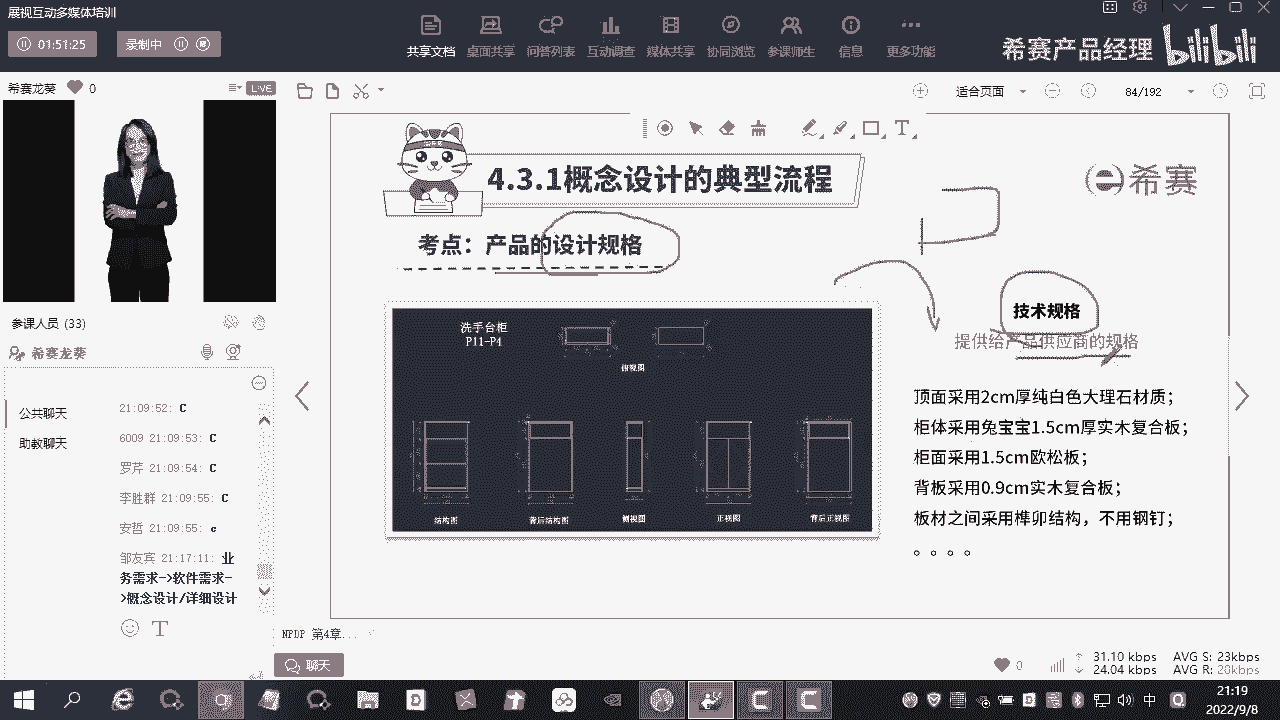 展视互动多媒体培训
01:51:25
录制中
共享文档
桌面共享
问答列表
互动调查
媒体共享
协同浏览
参课师生
信息
更多功能
希赛产品经理
bilibili
希赛龙葵
0
LIVE
适合页面
84/192
4.3.1概念设计的典型流程
希赛
考点：产品的设计规格
洗手台柜
P11-P4
俯视图
结构图
背后结构图
侧视图
正视图
背后正视图
技术规格
提供给产品供应商的规格
顶面采用2cm厚纯白色大理石材质；
柜体采用兔宝宝1.5cm厚实木复合板；
柜面采用1.5cm欧松板；
背板采用0.9cm实木复合板；
板材之间采用榫卯结构，不用钢钉；
。。。。
参课人员 (33)
希赛龙葵
公共聊天
助教聊天
21:09:52: C
6009 21:09:53: C
罗芹 21:09:54: C
李胜群 21:09:55: C
安哲 21:09:55: c
邹友宾 21:17:11: 业
务需求->软件需求-
>概念设计/详细设计
NPDP 第4章...
聊天
0
31.10 kbps
AVG S: 23kbps
24.04 kbps
AVG R: 20kbps
中
21:19
2022/9/8